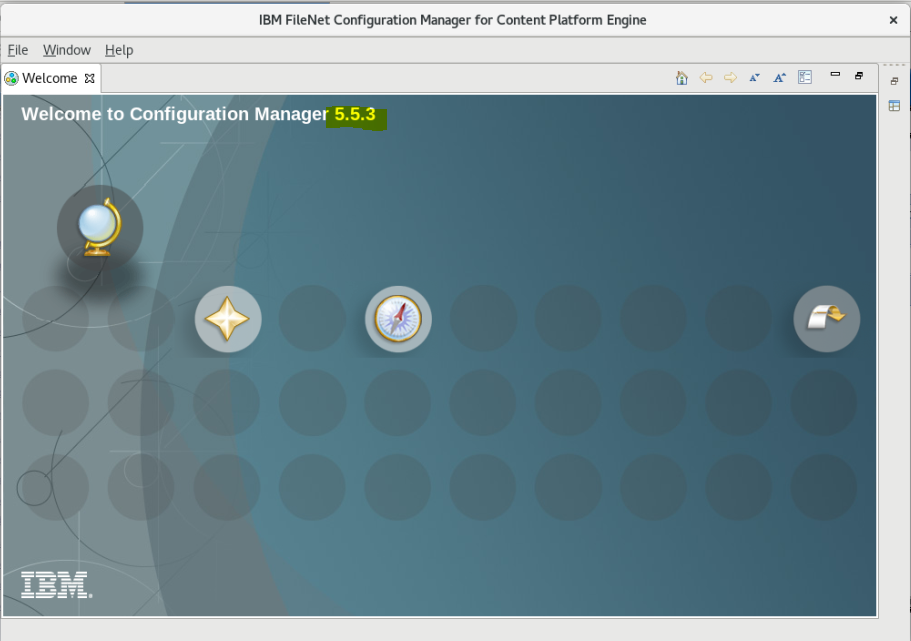 IBM FileNet Configuration Manager for Content Platform Engine
File Window Help
Welcome
Welcome to Configuration Manager 5.5.3
IBM.